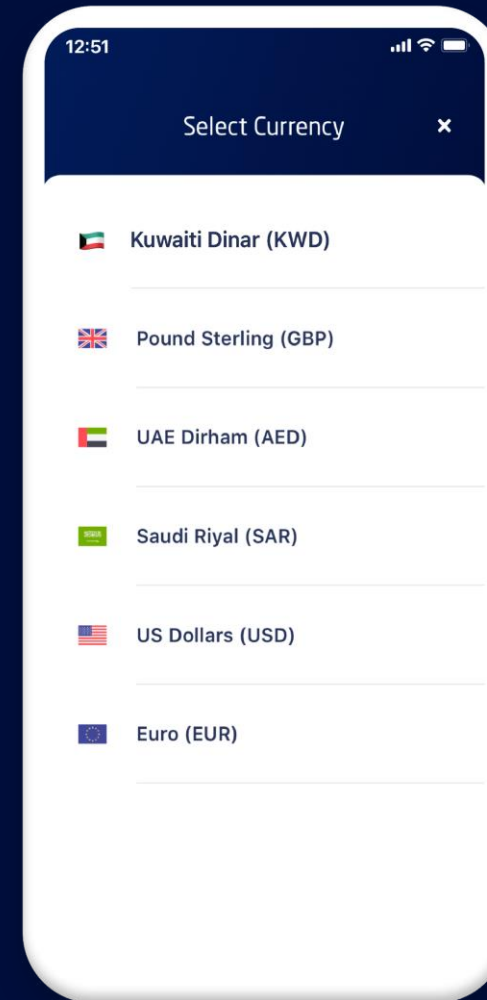 12:51
Select Currency
Kuwaiti Dinar (KWD)
Pound Sterling (GBP)
UAE Dirham (AED)
Saudi Riyal (SAR)
US Dollars (USD)
Euro (EUR)